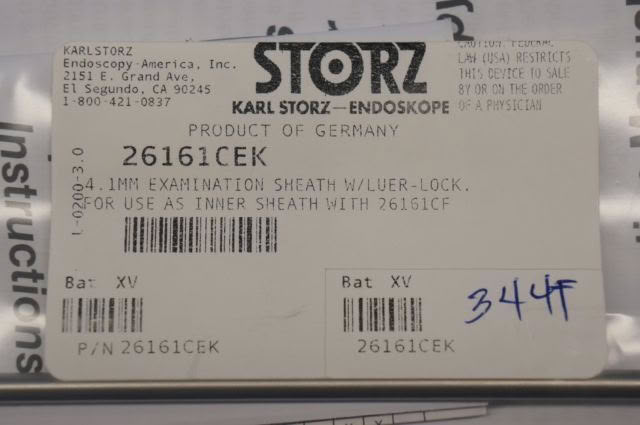 KARLSTORZ
Endoscopy-America, Inc.
2151 E. Grand Ave,
El Segundo, CA 90245
1-800-421-0837
STORZ
KARL STORZ—ENDOSKOPE
CAUTION: FEDERAL
LAW (USA) RESTRICTS
THIS DEVICE TO SALE
BY OR ON THE ORDER
OF A PHYSICIAN
PRODUCT OF GERMANY
26161CEK
4.1MM EXAMINATION SHEATH W/LUER-LOCK.
FOR USE AS INNER SHEATH WITH 26161CF
-0200-3.0
Bat XV
P/N 26161CEK
Bat XV
26161CEK
344F
Instructions